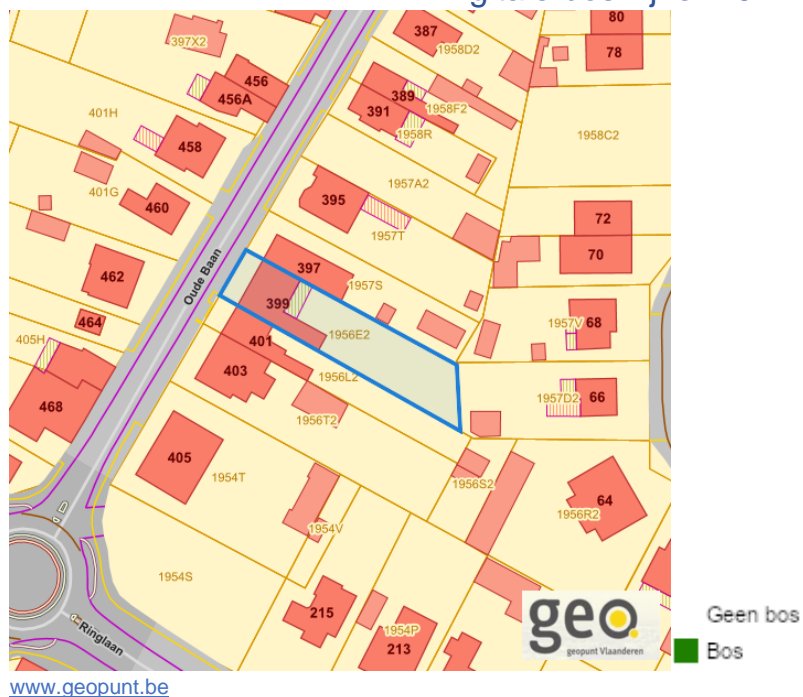 80
387
1958D2
78
397X2
456
456A
389
1958F2
391
1958R
401H
458
1958C2
1957A2
401G
395
460
72
1957T
70
Oude Baan
397
462
1957S
399
464
1957V
68
1956E2
405H
401
403
1956L2
1957D2
66
468
1956T2
405
1954T
1956S2
64
1956R2
1954V
1954S
215
1954P
213
Ringlaan
geo
geopunt Vlaanderen
Geen bos
Bos
www.geopunt.be